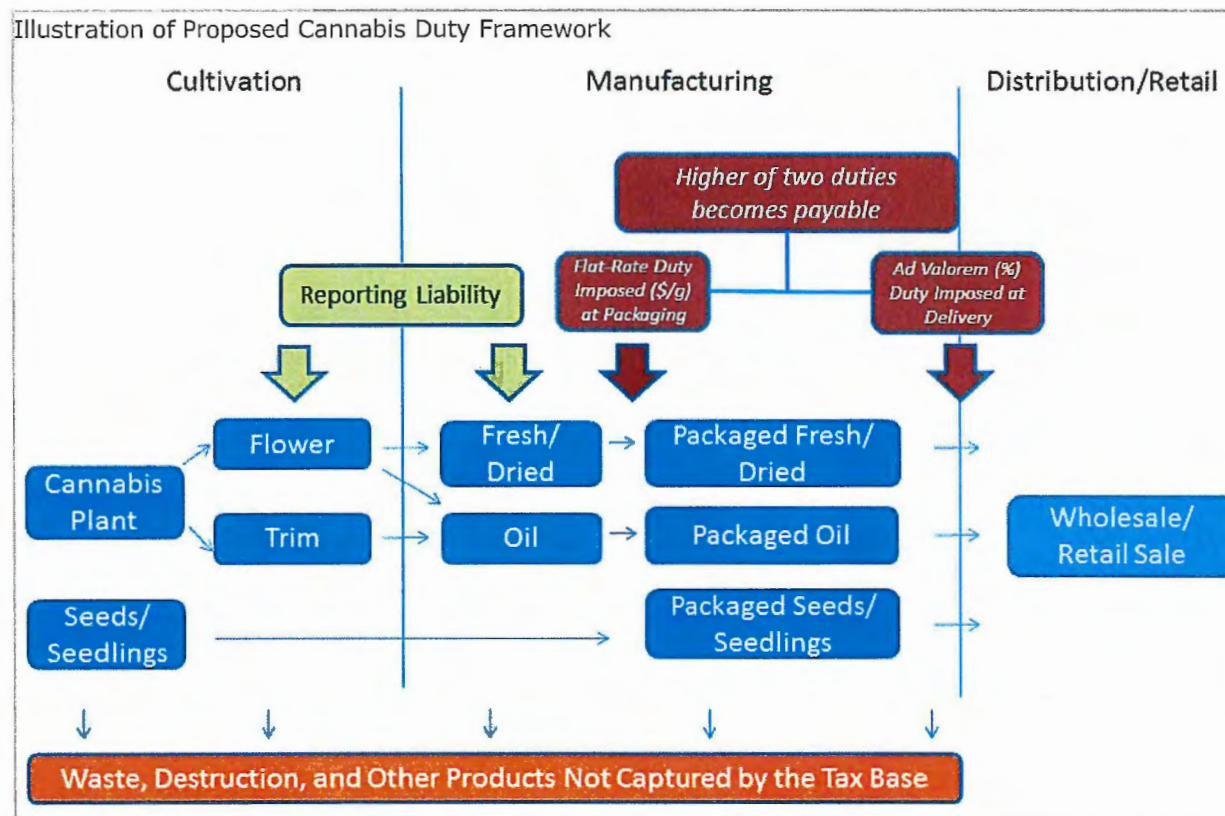 Illustration of Proposed Cannabis Duty Framework
Cultivation
Manufacturing
Distribution/Retail
Higher of two duties
becomes payable
Reporting Liability
Flat-Rate Duty
Imposed ($/g)
at Packaging
Ad Valorem (%)
Duty Imposed at
Delivery
Cannabis
Plant
Flower
Trim
Fresh/
Dried
Oil
Packaged Fresh/
Dried
Packaged Oil
Wholesale/
Retail Sale
Seeds/
Seedlings
Packaged Seeds/
Seedlings
Waste, Destruction, and Other Products Not Captured by the Tax Base